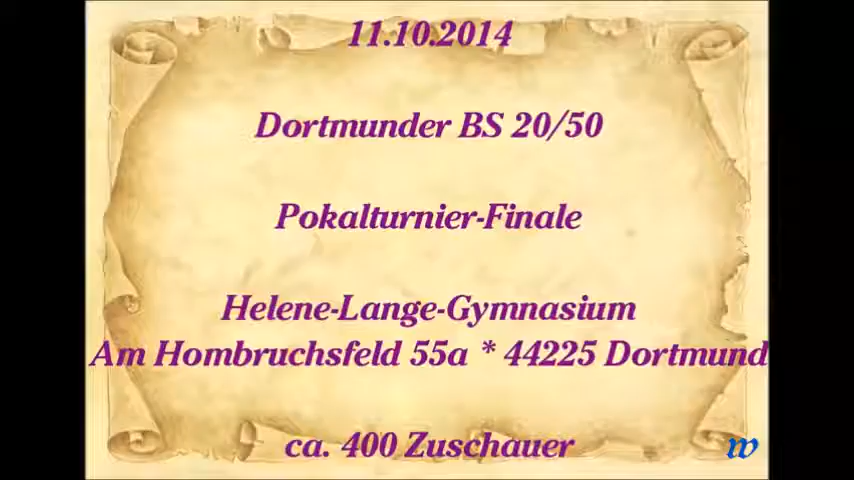 11.10.2014
Dortmunder BS 20/50
Pokalturnier-Finale
Helene-Lange-Gymnasium
Am Hombruchsfeld 55a * 44225 Dortmund
ca. 400 Zuschauer
w